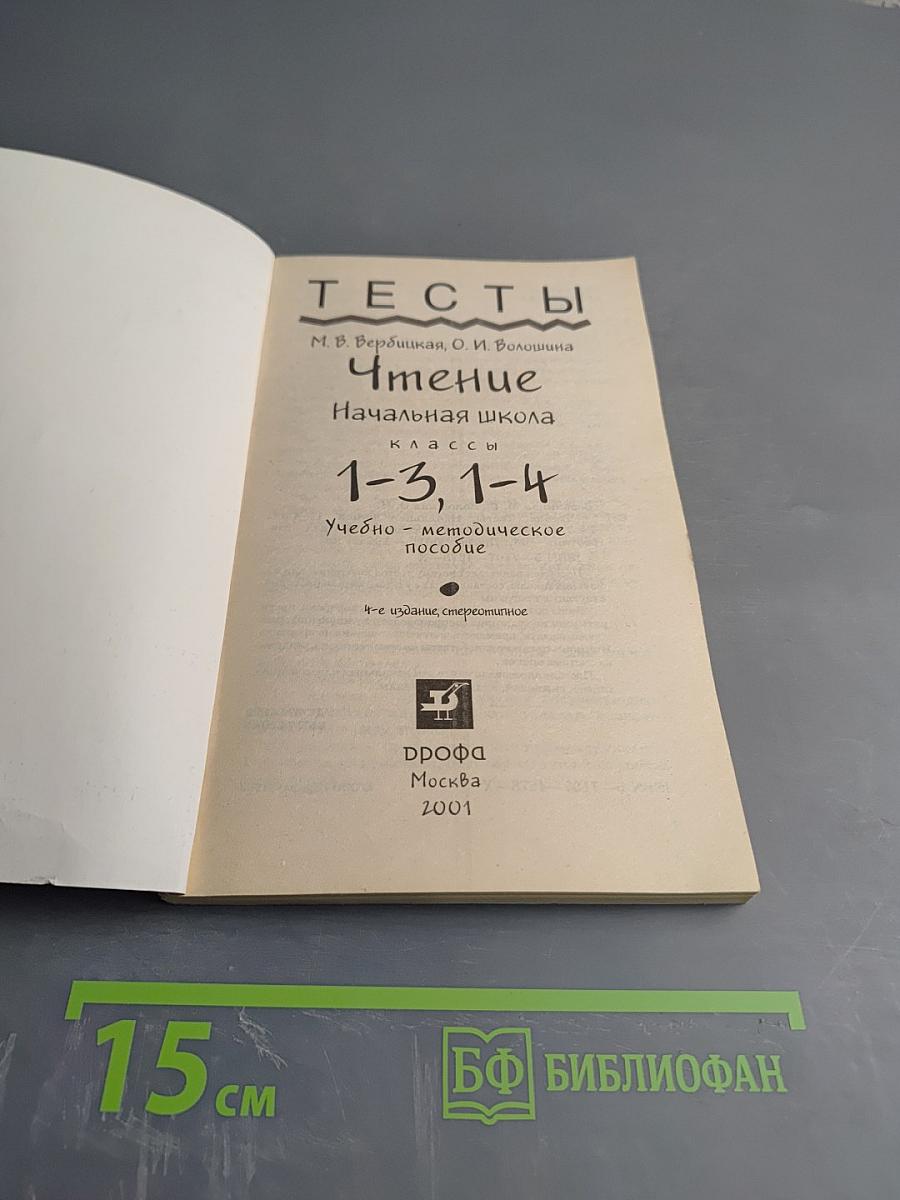 ТЕСТЫ
М. В. Вербицкая, О. И. Волошина
Чтение
Начальная школа
классы
1–3, 1–4
Учебно – методическое
пособие
4-е издание, стереотипное
дрофа
Москва
2001
15 см
БФ БИБЛИОФАН